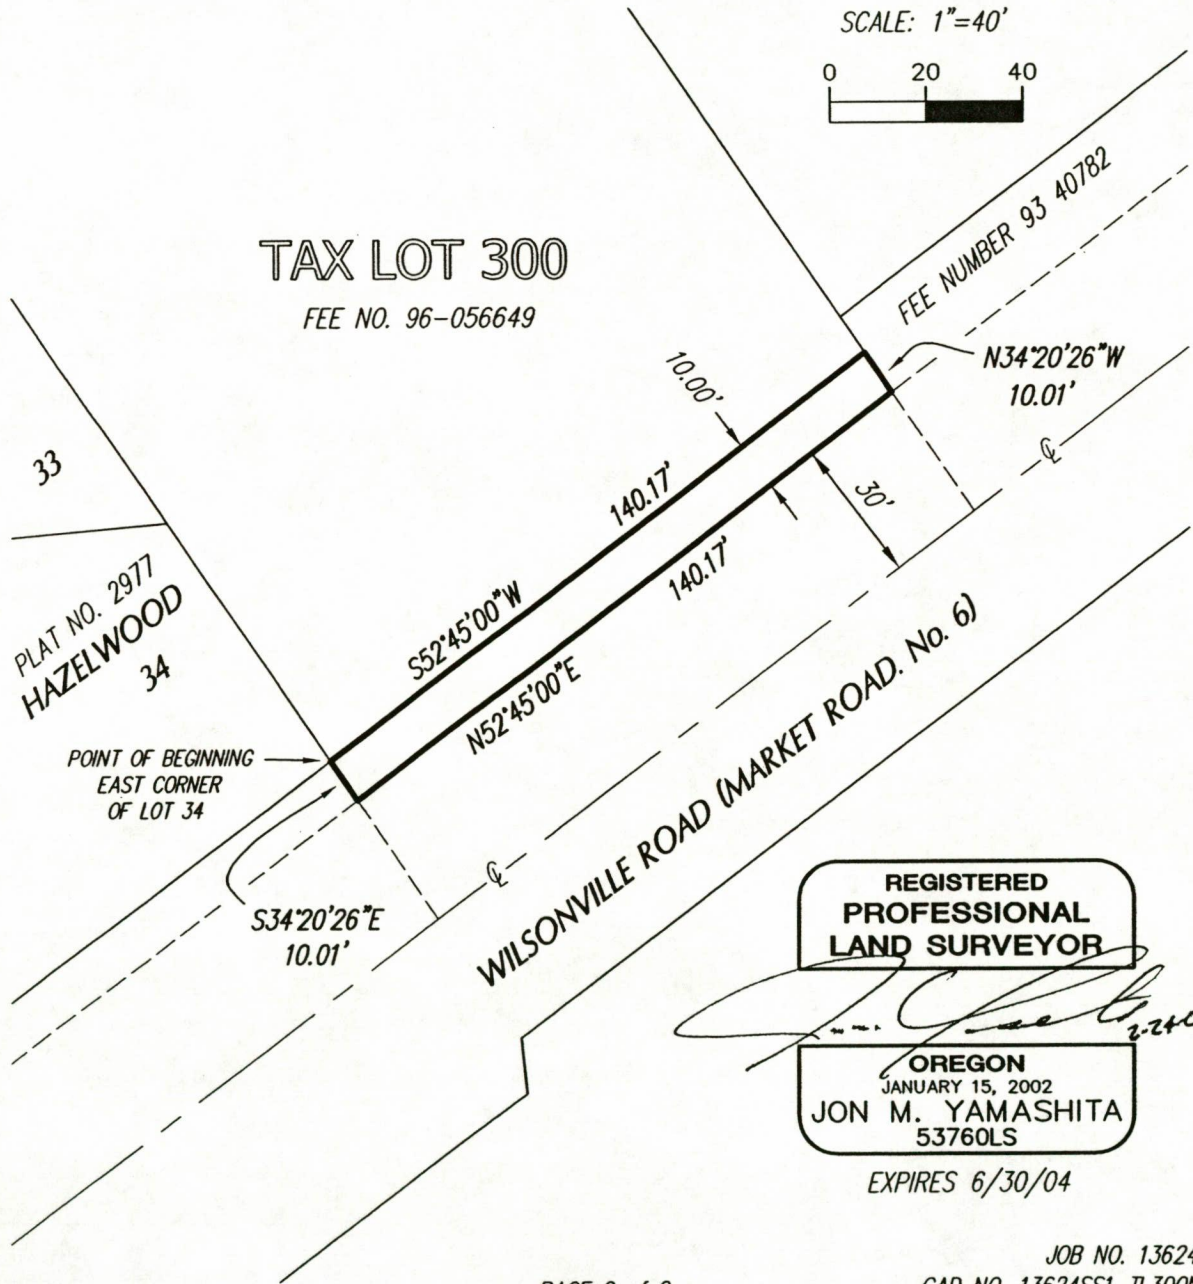 SCALE: 1"=40'
0 20 40
TAX LOT 300
FEE NO. 96-056649
FEE NUMBER 93 40782
N34°20'26"W
10.01'
10.00'
30'
33
140.17'
140.17'
S52°45'00"W
N52°45'00"E
PLAT NO. 2977
HAZELWOOD
34
POINT OF BEGINNING
EAST CORNER
OF LOT 34
S34°20'26"E
10.01'
WILSONVILLE ROAD (MARKET ROAD. No. 6)
REGISTERED
PROFESSIONAL
LAND SURVEYOR
OREGON
JANUARY 15, 2002
JON M. YAMASHITA
53760LS
EXPIRES 6/30/04
JOB NO. 13624